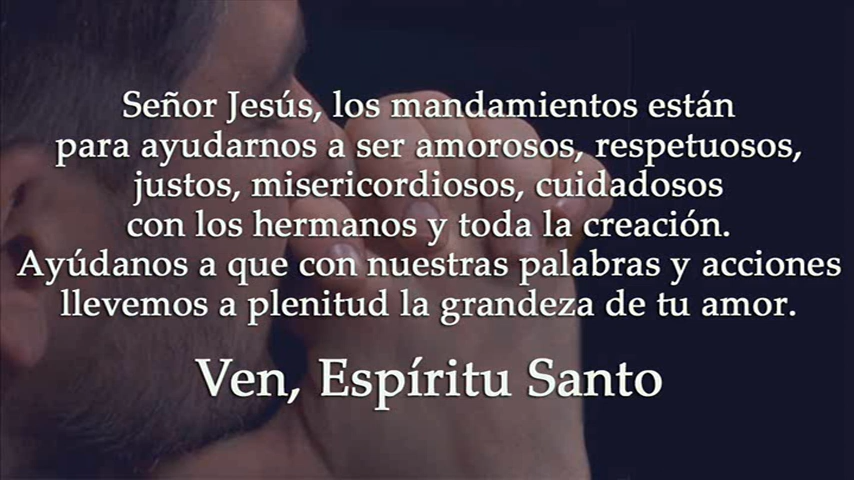 Señor Jesús, los mandamientos están
para ayudarnos a ser amorosos, respetuosos,
justos, misericordiosos, cuidadosos
con los hermanos y toda la creación.
Ayúdanos a que con nuestras palabras y acciones
llevemos a plenitud la grandeza de tu amor.
Ven, Espíritu Santo